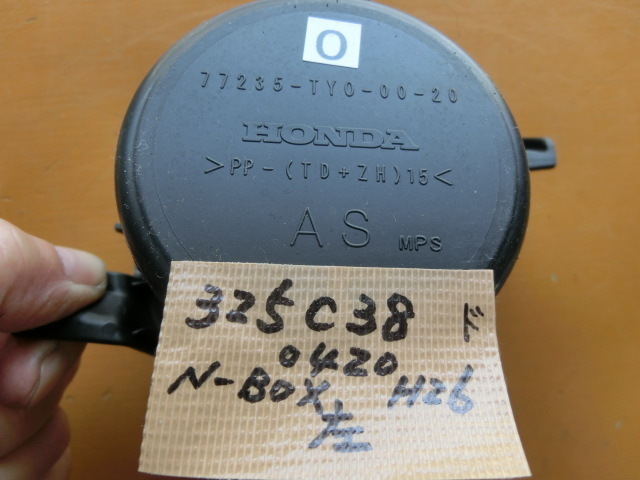 O
77235-TY0-00-20
HONDA
>PP-(TD+ZH)15<
AS MPS
325C38 ド
0420
N-BOX H26
左